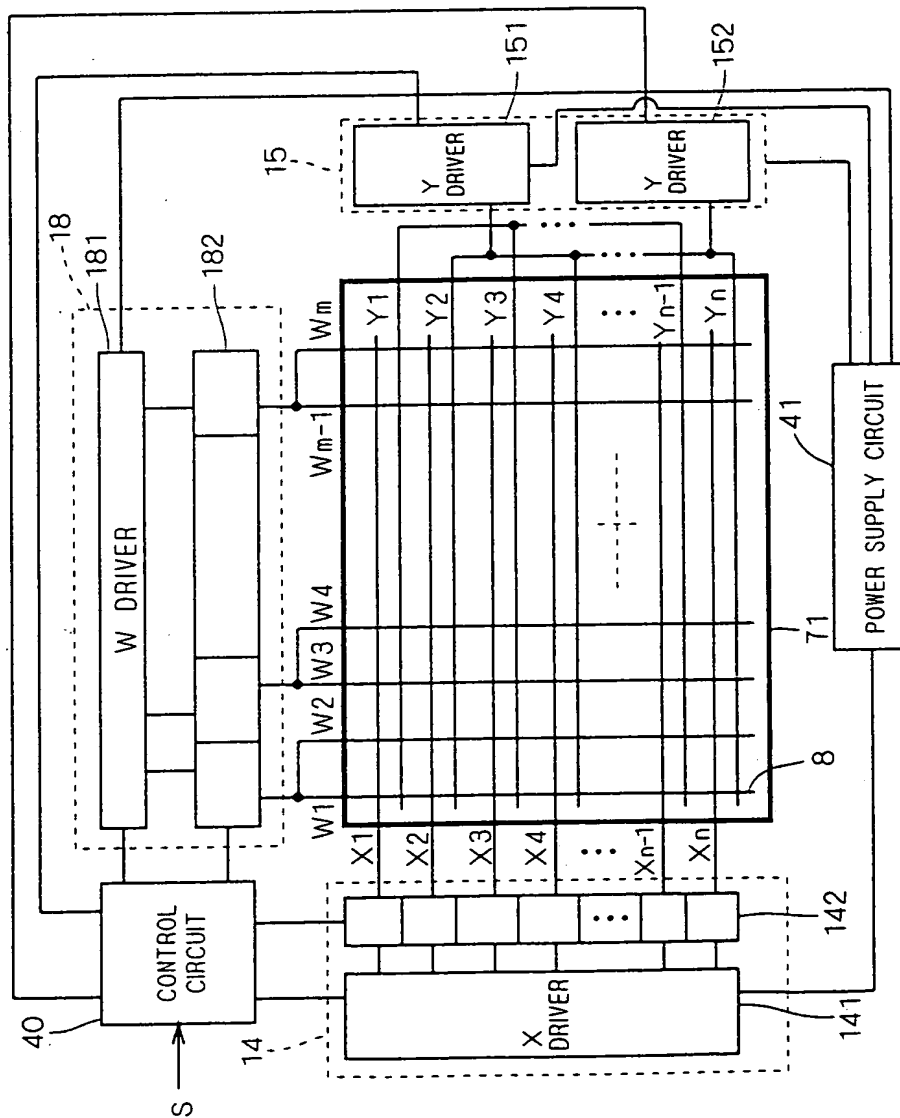 S
40
CONTROL
CIRCUIT
18
181
W DRIVER
182
15
151
Y
DRIVER
152
Y
DRIVER
W1
W2
W3
W4
Wm-1
Wm
14
X
DRIVER
141
142
X1
X2
X3
X4
...
Xn-1
Xn
Y1
Y2
Y3
Y4
...
Yn-1
Yn
8
71
41
POWER SUPPLY CIRCUIT